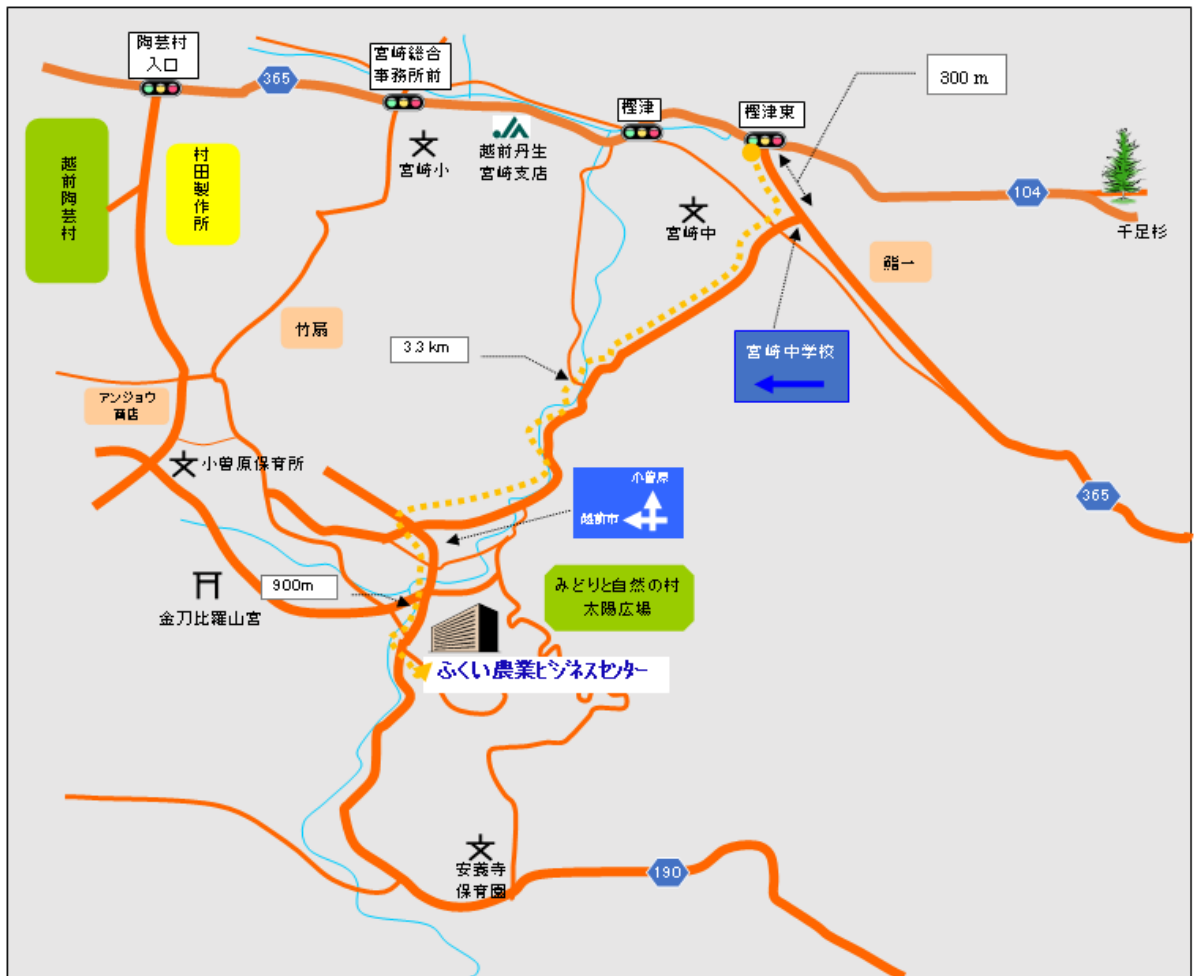 陶芸村
入口
365
宮崎総合
事務所前
宮崎小
越前丹生
宮崎支店
樫津
樫津東
300 m
104
千足杉
越前陶芸村
村田製作所
宮崎中
鮨一
竹扇
3.3 km
宮崎中学校
アンジョウ
商店
小曽原保育所
小曽原
越前市
365
金刀比羅山宮
900m
みどりと自然の村
太陽広場
ふくい農業ビジネスセンター
安養寺
保育園
190